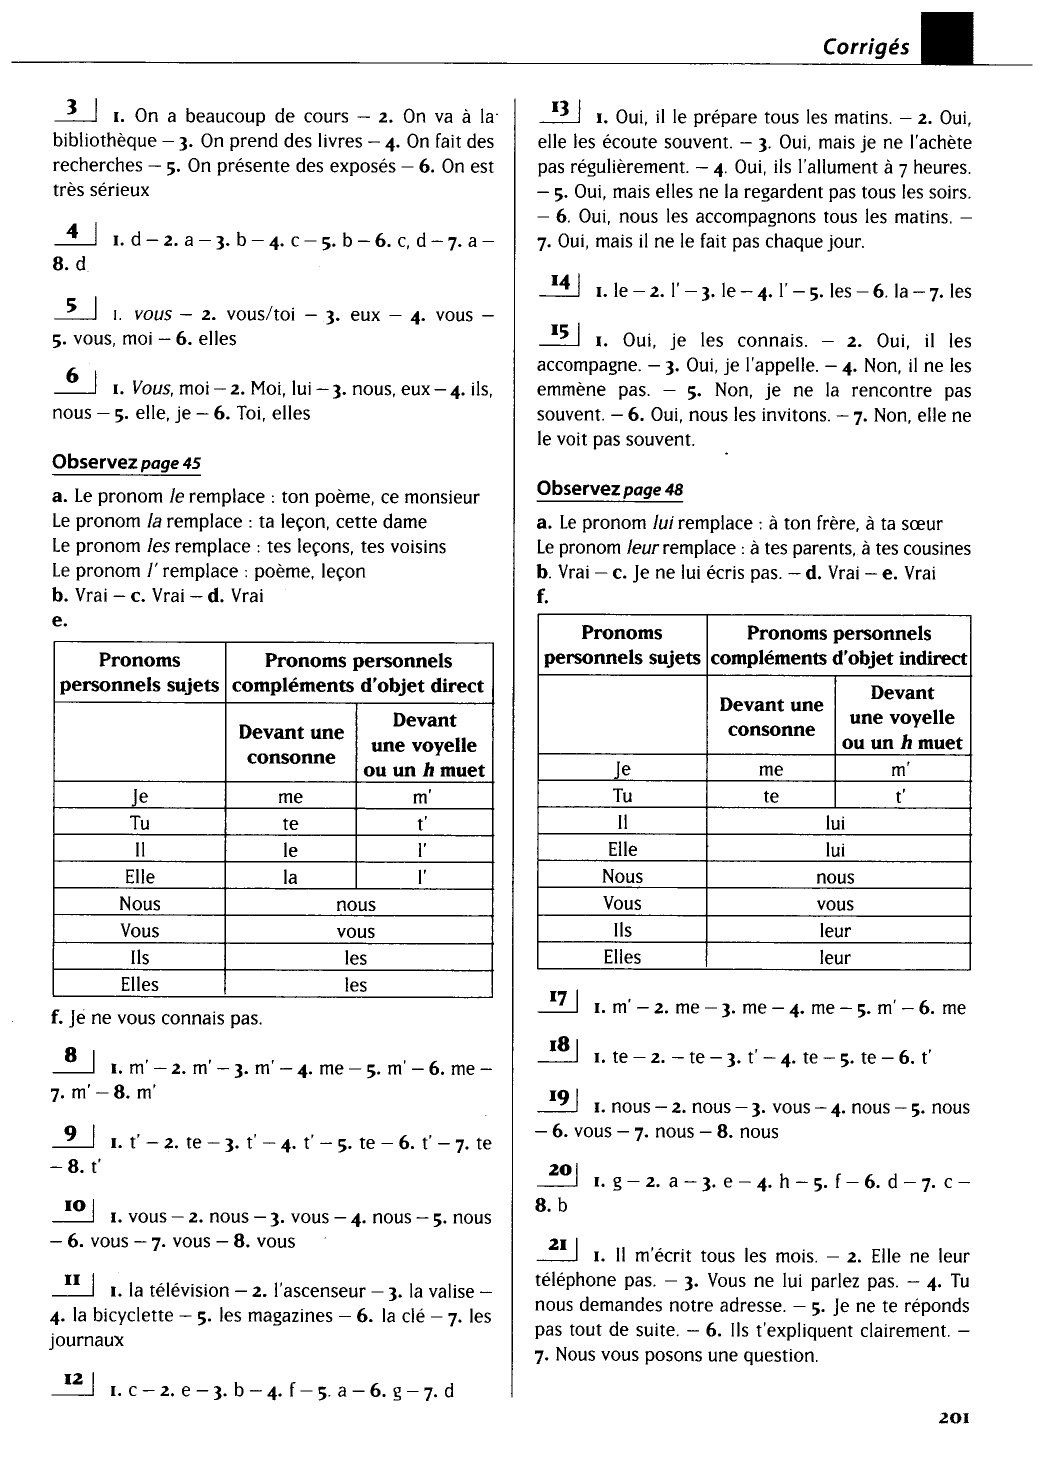 Corrigés
3 1. On a beaucoup de cours – 2. On va à la
bibliothèque – 3. On prend des livres – 4. On fait des
recherches – 5. On présente des exposés – 6. On est
très sérieux
4 1. d – 2. a – 3. b – 4. c – 5. b – 6. c, d – 7. a –
8. d
5 1. vous – 2. vous/toi – 3. eux – 4. vous –
5. vous, moi – 6. elles
6 1. Vous, moi – 2. Moi, lui – 3. nous, eux – 4. ils,
nous – 5. elle, je – 6. Toi, elles
Observez page 45
a. Le pronom le remplace : ton poème, ce monsieur
Le pronom la remplace : ta leçon, cette dame
Le pronom les remplace : tes leçons, tes voisins
Le pronom l' remplace : poème, leçon
b. Vrai – c. Vrai – d. Vrai
e.
Pronoms Pronoms personnels
personnels sujets compléments d'objet direct
Devant une consonne Devant une voyelle ou un h muet
Je me m'
Tu te t'
Il le l'
Elle la l'
Nous nous
Vous vous
Ils les
Elles les
f. Je ne vous connais pas.
8 1. m' – 2. m' – 3. m' – 4. me – 5. m' – 6. me –
7. m' – 8. m'
9 1. t' – 2. te – 3. t' – 4. t' – 5. te – 6. t' – 7. te
– 8. t'
10 1. vous – 2. nous – 3. vous – 4. nous – 5. nous
– 6. vous – 7. vous – 8. vous
11 1. la télévision – 2. l'ascenseur – 3. la valise –
4. la bicyclette – 5. les magazines – 6. la clé – 7. les
journaux
12 1. c – 2. e – 3. b – 4. f – 5. a – 6. g – 7. d
13 1. Oui, il le prépare tous les matins. – 2. Oui,
elle les écoute souvent. – 3. Oui, mais je ne l'achète
pas régulièrement. – 4. Oui, ils l'allument à 7 heures.
– 5. Oui, mais elles ne la regardent pas tous les soirs.
– 6. Oui, nous les accompagnons tous les matins. –
7. Oui, mais il ne le fait pas chaque jour.
14 1. le – 2. l' – 3. le – 4. l' – 5. les – 6. la – 7. les
15 1. Oui, je les connais. – 2. Oui, il les
accompagne. – 3. Oui, je l'appelle. – 4. Non, il ne les
emmène pas. – 5. Non, je ne la rencontre pas
souvent. – 6. Oui, nous les invitons. – 7. Non, elle ne
le voit pas souvent.
Observez page 48
a. Le pronom lui remplace : à ton frère, à ta sœur
Le pronom leur remplace : à tes parents, à tes cousines
b. Vrai – c. Je ne lui écris pas. – d. Vrai – e. Vrai
f.
Pronoms Pronoms personnels
personnels sujets compléments d'objet indirect
Devant une consonne Devant une voyelle ou un h muet
Je me m'
Tu te t'
Il lui
Elle lui
Nous nous
Vous vous
Ils leur
Elles leur
17 1. m' – 2. me – 3. me – 4. me – 5. m' – 6. me
18 1. te – 2. – te – 3. t' – 4. te – 5. te – 6. t'
19 1. nous – 2. nous – 3. vous – 4. nous – 5. nous
– 6. vous – 7. nous – 8. nous
20 1. g – 2. a – 3. e – 4. h – 5. f – 6. d – 7. c –
8. b
21 1. Il m'écrit tous les mois. – 2. Elle ne leur
téléphone pas. – 3. Vous ne lui parlez pas. – 4. Tu
nous demandes notre adresse. – 5. Je ne te réponds
pas tout de suite. – 6. Ils t'expliquent clairement. –
7. Nous vous posons une question.
201